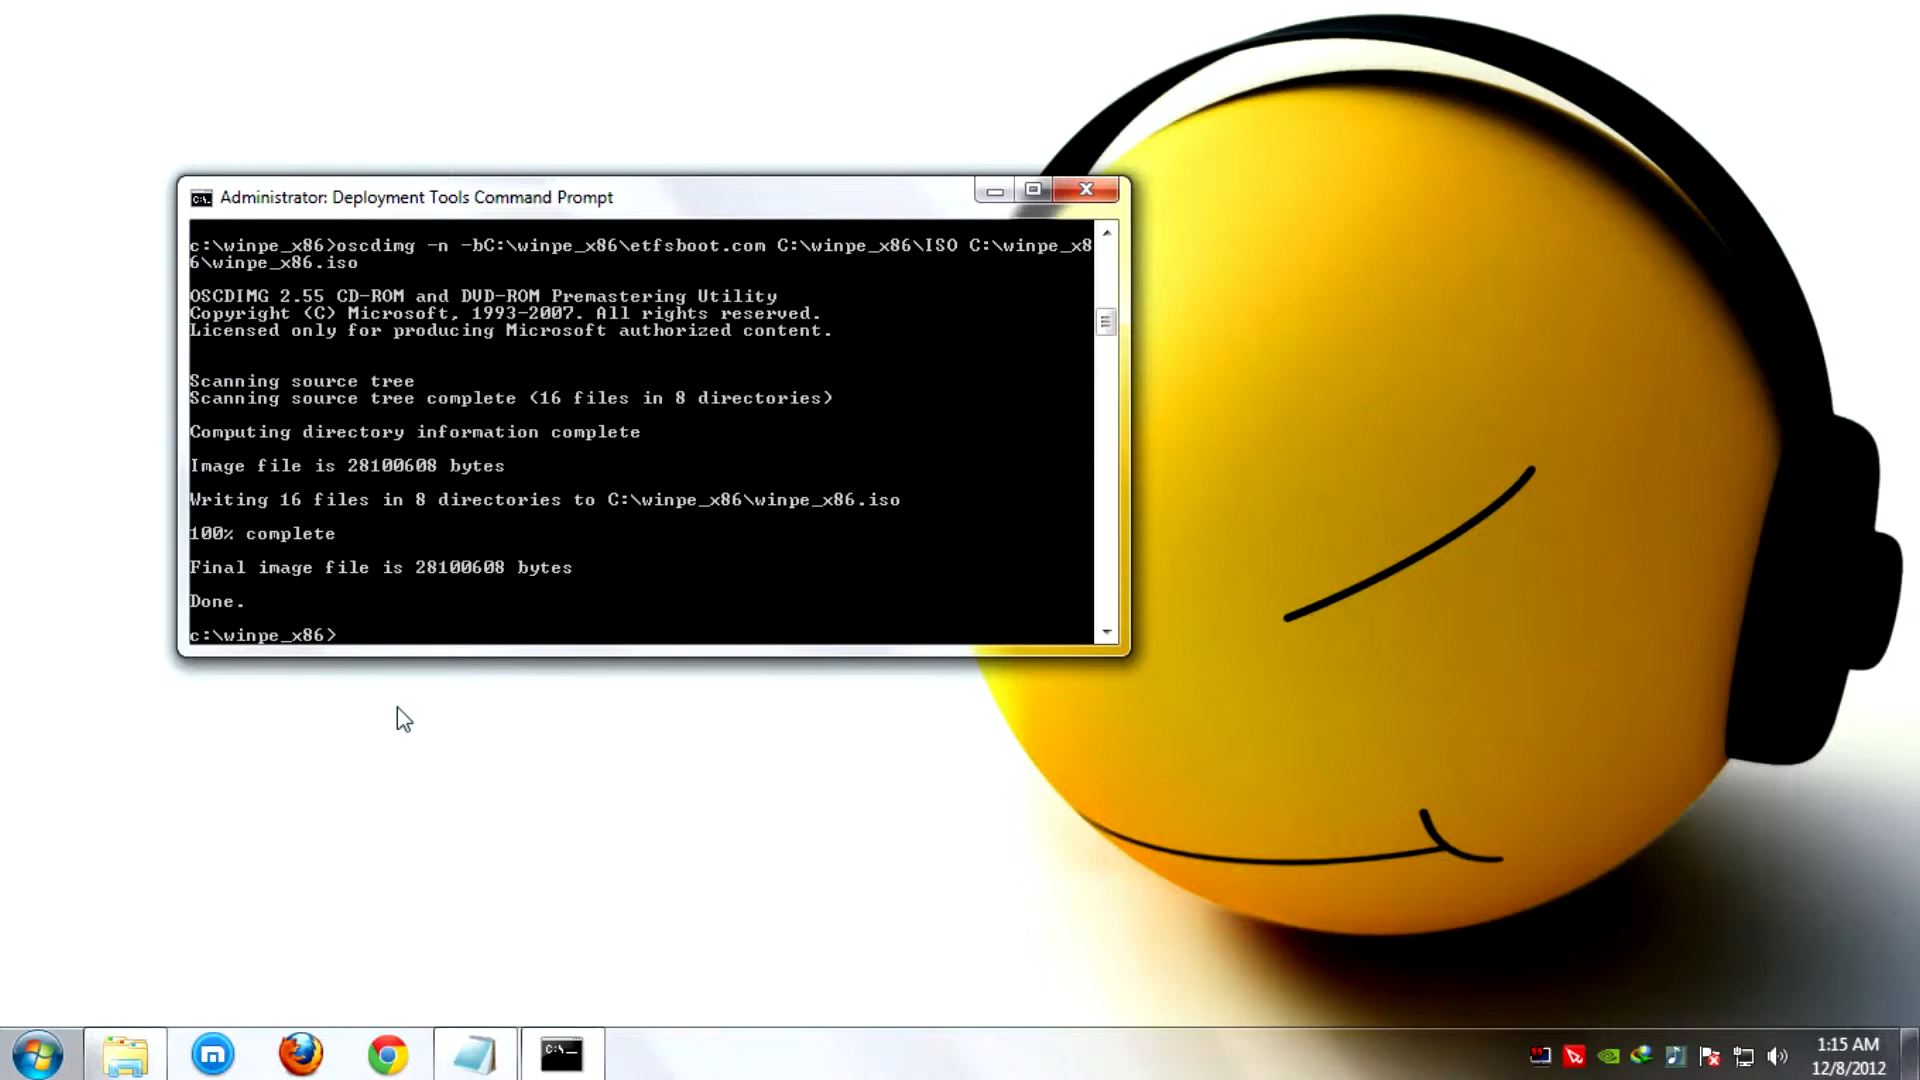 Administrator: Deployment Tools Command Prompt
c:\winpe_x86>oscdimg -n -bC:\winpe_x86\etfsboot.com C:\winpe_x86\ISO C:\winpe_x8
6\winpe_x86.iso
OSCDIMG 2.55 CD-ROM and DVD-ROM Premastering Utility
Copyright (C) Microsoft, 1993-2007. All rights reserved.
Licensed only for producing Microsoft authorized content.
Scanning source tree
Scanning source tree complete (16 files in 8 directories)
Computing directory information complete
Image file is 28100608 bytes
Writing 16 files in 8 directories to C:\winpe_x86\winpe_x86.iso
100% complete
Final image file is 28100608 bytes
Done.
c:\winpe_x86>
1:15 AM
12/8/2012